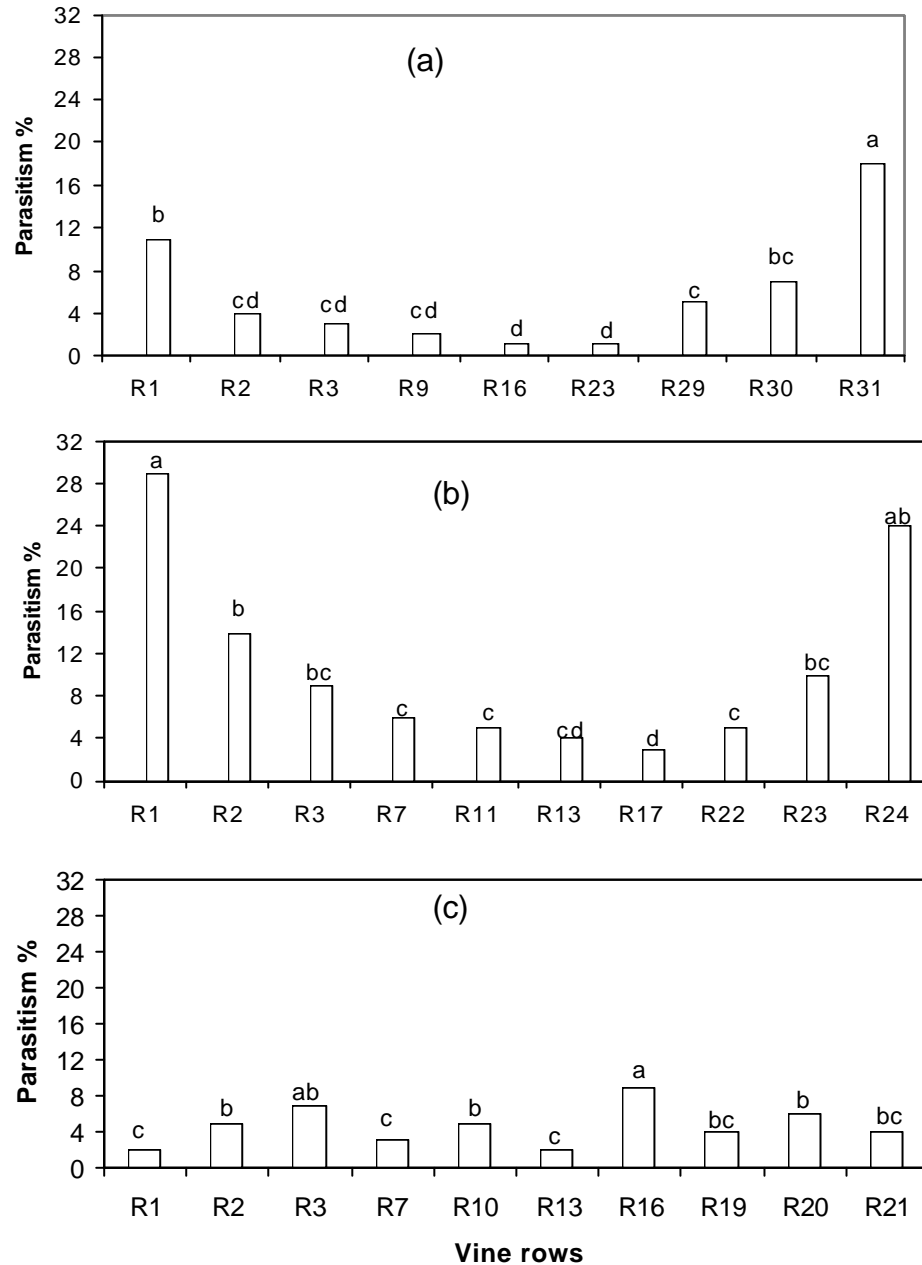 (a)
Parasitism %
32
28
24
20
16
12
8
4
0
b
cd
cd
cd
d
d
c
bc
a
R1 R2 R3 R9 R16 R23 R29 R30 R31
(b)
Parasitism %
32
28
24
20
16
12
8
4
0
a
b
bc
c
c
cd
d
c
bc
ab
R1 R2 R3 R7 R11 R13 R17 R22 R23 R24
(c)
Parasitism %
32
28
24
20
16
12
8
4
0
c
b
ab
c
b
c
a
bc
b
bc
R1 R2 R3 R7 R10 R13 R16 R19 R20 R21
Vine rows